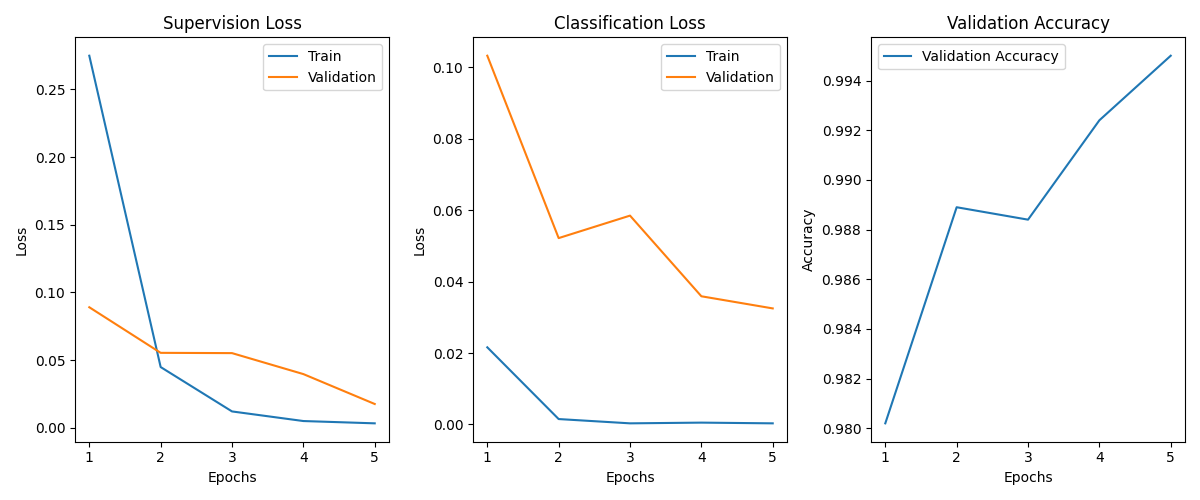 Supervision Loss
Loss
0.25
0.20
0.15
0.10
0.05
0.00
Train
Validation
1 2 3 4 5
Epochs
Classification Loss
Loss
0.10
0.08
0.06
0.04
0.02
0.00
Train
Validation
1 2 3 4 5
Epochs
Validation Accuracy
Accuracy
0.994
0.992
0.990
0.988
0.986
0.984
0.982
0.980
Validation Accuracy
1 2 3 4 5
Epochs